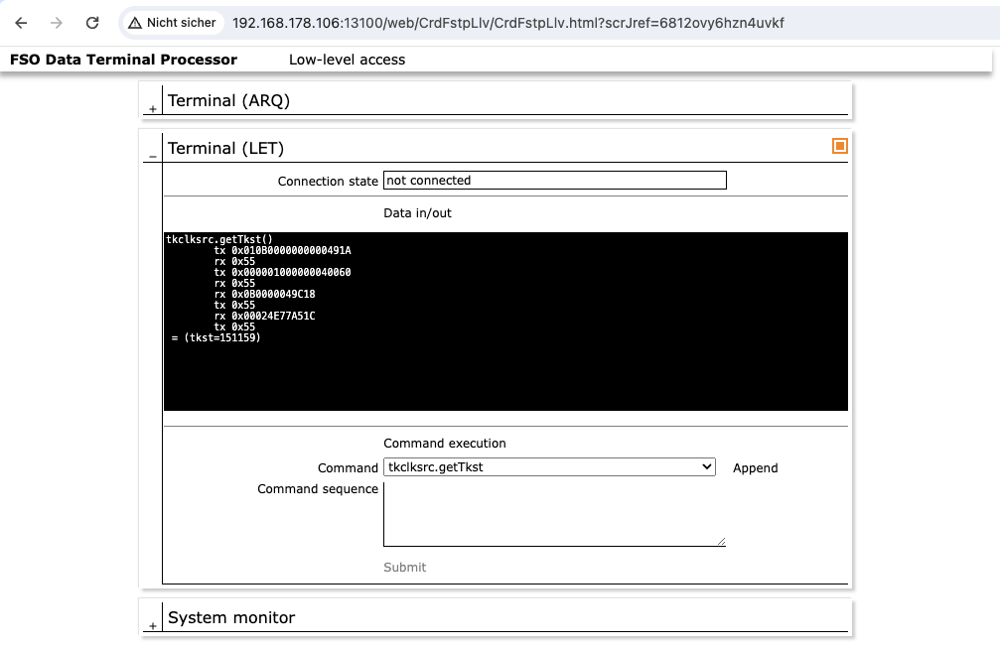 Nicht sicher 192.168.178.106:13100/web/CrdFstpLlv/CrdFstpLlv.html?scrJref=6812ovy6hzn4uvkf
FSO Data Terminal Processor Low-level access
+ Terminal (ARQ)
_ Terminal (LET)
Connection state not connected
Data in/out
tkclksrc.getTkst()
tx 0x010B0000000000491A
rx 0x55
tx 0x000001000000040060
rx 0x55
rx 0x0B0000049C18
tx 0x55
rx 0x00024E77A51C
tx 0x55
= (tkst=151159)
Command execution
Command tkclksrc.getTkst Append
Command sequence
Submit
+ System monitor